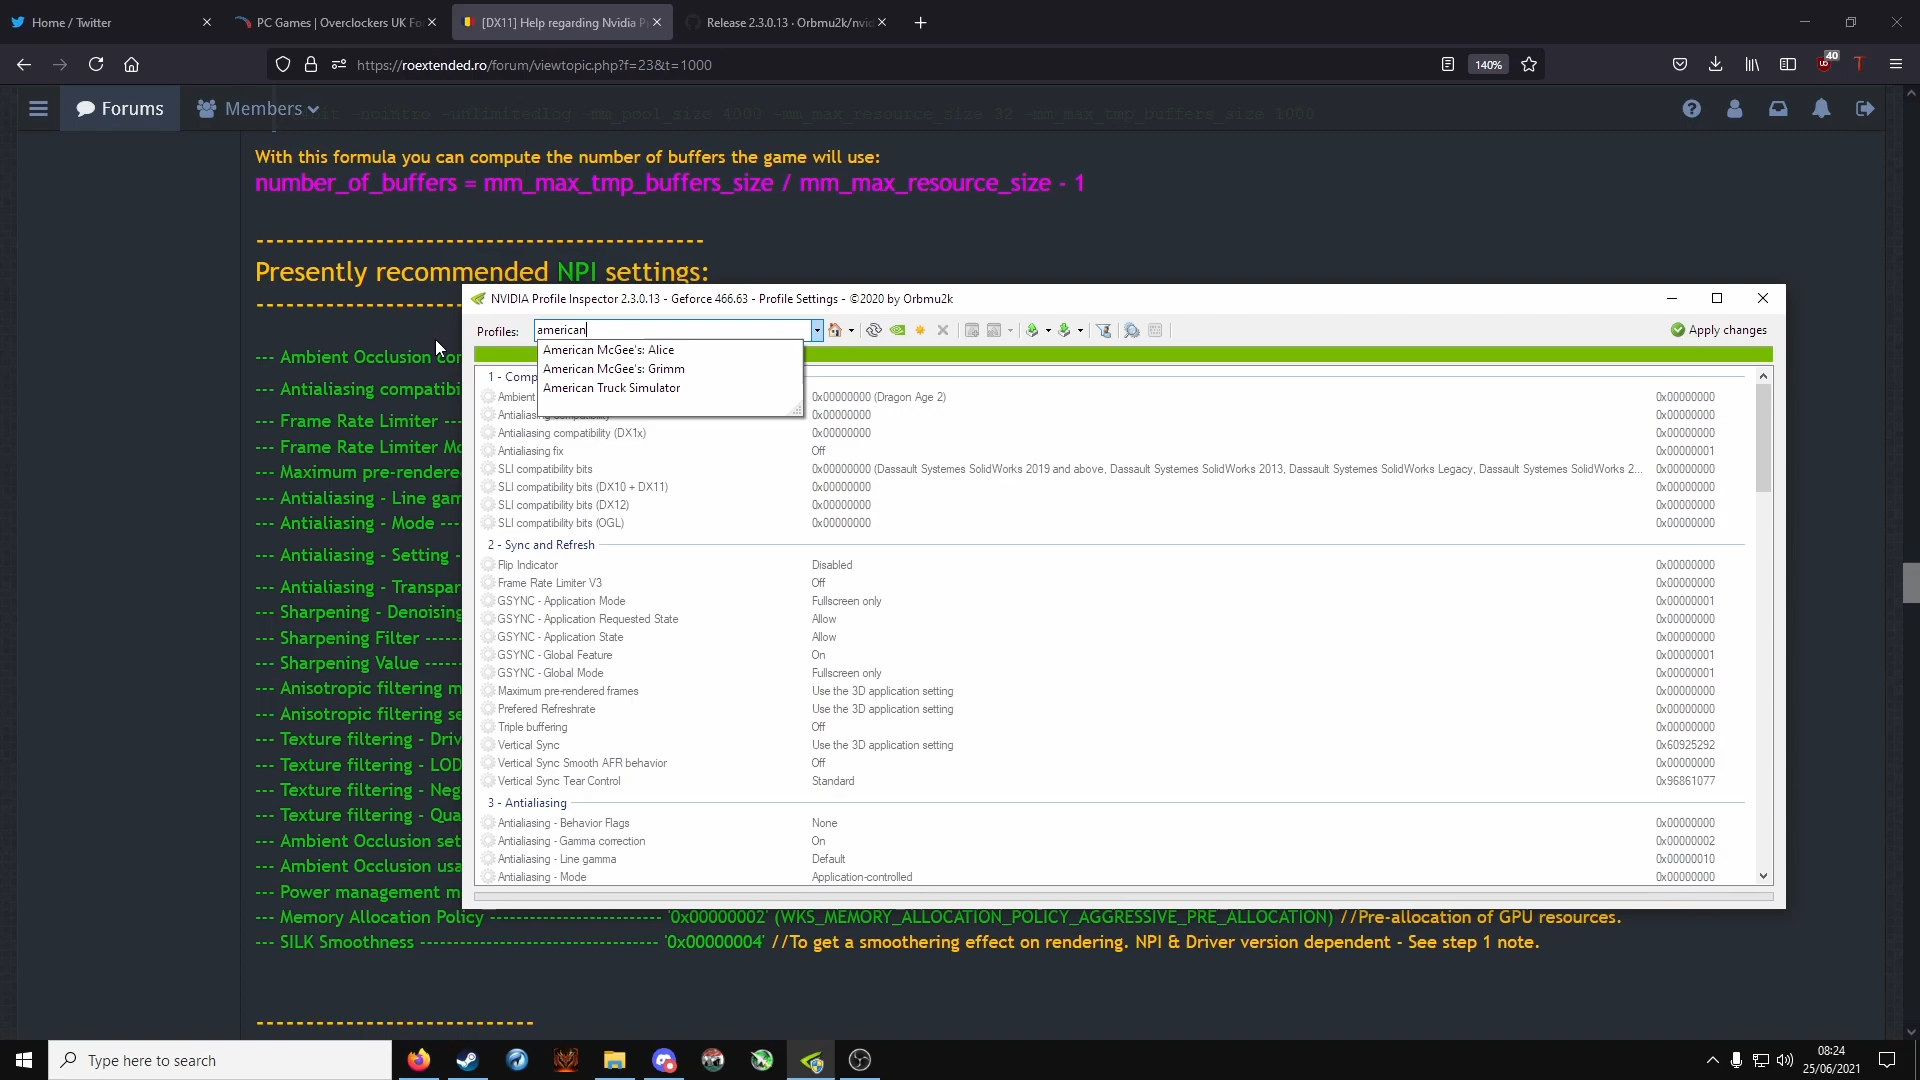 Home / Twitter
PC Games | Overclockers UK Fo
[DX11] Help regarding Nvidia P
Release 2.3.0.13 · Orbmu2k/nvid
https://roextended.ro/forum/viewtopic.php?f=23&t=1000
140%
40
Forums
Members
-nointro -unlimitedlog -mm_pool_size 4000 -mm_max_resource_size 32 -mm_max_tmp_buffers_size 1000
With this formula you can compute the number of buffers the game will use:
number_of_buffers = mm_max_tmp_buffers_size / mm_max_resource_size - 1
---------------------------------------------
Presently recommended NPI settings:
--- Ambient Occlusion com
--- Antialiasing compatibi
--- Frame Rate Limiter ---
--- Frame Rate Limiter Mo
--- Maximum pre-rendere
--- Antialiasing - Line gam
--- Antialiasing - Mode ---
--- Antialiasing - Setting -
--- Antialiasing - Transpar
--- Sharpening - Denoising
--- Sharpening Filter ------
--- Sharpening Value ------
--- Anisotropic filtering m
--- Anisotropic filtering se
--- Texture filtering - Driv
--- Texture filtering - LOD
--- Texture filtering - Neg
--- Texture filtering - Qua
--- Ambient Occlusion set
--- Ambient Occlusion usa
--- Power management m
--- Memory Allocation Policy -------------------------- '0x00000002' (WKS_MEMORY_ALLOCATION_POLICY_AGGRESSIVE_PRE_ALLOCATION) //Pre-allocation of GPU resources.
--- SILK Smoothness ------------------------------------ '0x00000004' //To get a smoothering effect on rendering. NPI & Driver version dependent - See step 1 note.
----------------------------
NVIDIA Profile Inspector 2.3.0.13 - Geforce 466.63 - Profile Settings - ©2020 by Orbmu2k
Profiles: american
Apply changes
American McGee's: Alice
American McGee's: Grimm
American Truck Simulator
1 - Comp
Ambient 0x00000000 (Dragon Age 2) 0x00000000
Antialiasing compatibility 0x00000000 0x00000000
Antialiasing compatibility (DX1x) 0x00000000 0x00000000
Antialiasing fix Off 0x00000001
SLI compatibility bits 0x00000000 (Dassault Systemes SolidWorks 2019 and above, Dassault Systemes SolidWorks 2013, Dassault Systemes SolidWorks Legacy, Dassault Systemes SolidWorks 2... 0x00000000
SLI compatibility bits (DX10 + DX11) 0x00000000 0x00000000
SLI compatibility bits (DX12) 0x00000000 0x00000000
SLI compatibility bits (OGL) 0x00000000 0x00000000
2 - Sync and Refresh
Flip Indicator Disabled 0x00000000
Frame Rate Limiter V3 Off 0x00000000
GSYNC - Application Mode Fullscreen only 0x00000001
GSYNC - Application Requested State Allow 0x00000000
GSYNC - Application State Allow 0x00000000
GSYNC - Global Feature On 0x00000001
GSYNC - Global Mode Fullscreen only 0x00000001
Maximum pre-rendered frames Use the 3D application setting 0x00000000
Prefered Refreshrate Use the 3D application setting 0x00000000
Triple buffering Off 0x00000000
Vertical Sync Use the 3D application setting 0x60925292
Vertical Sync Smooth AFR behavior Off 0x00000000
Vertical Sync Tear Control Standard 0x96861077
3 - Antialiasing
Antialiasing - Behavior Flags None 0x00000000
Antialiasing - Gamma correction On 0x00000002
Antialiasing - Line gamma Default 0x00000010
Antialiasing - Mode Application-controlled 0x00000000
Type here to search
08:24
25/06/2021